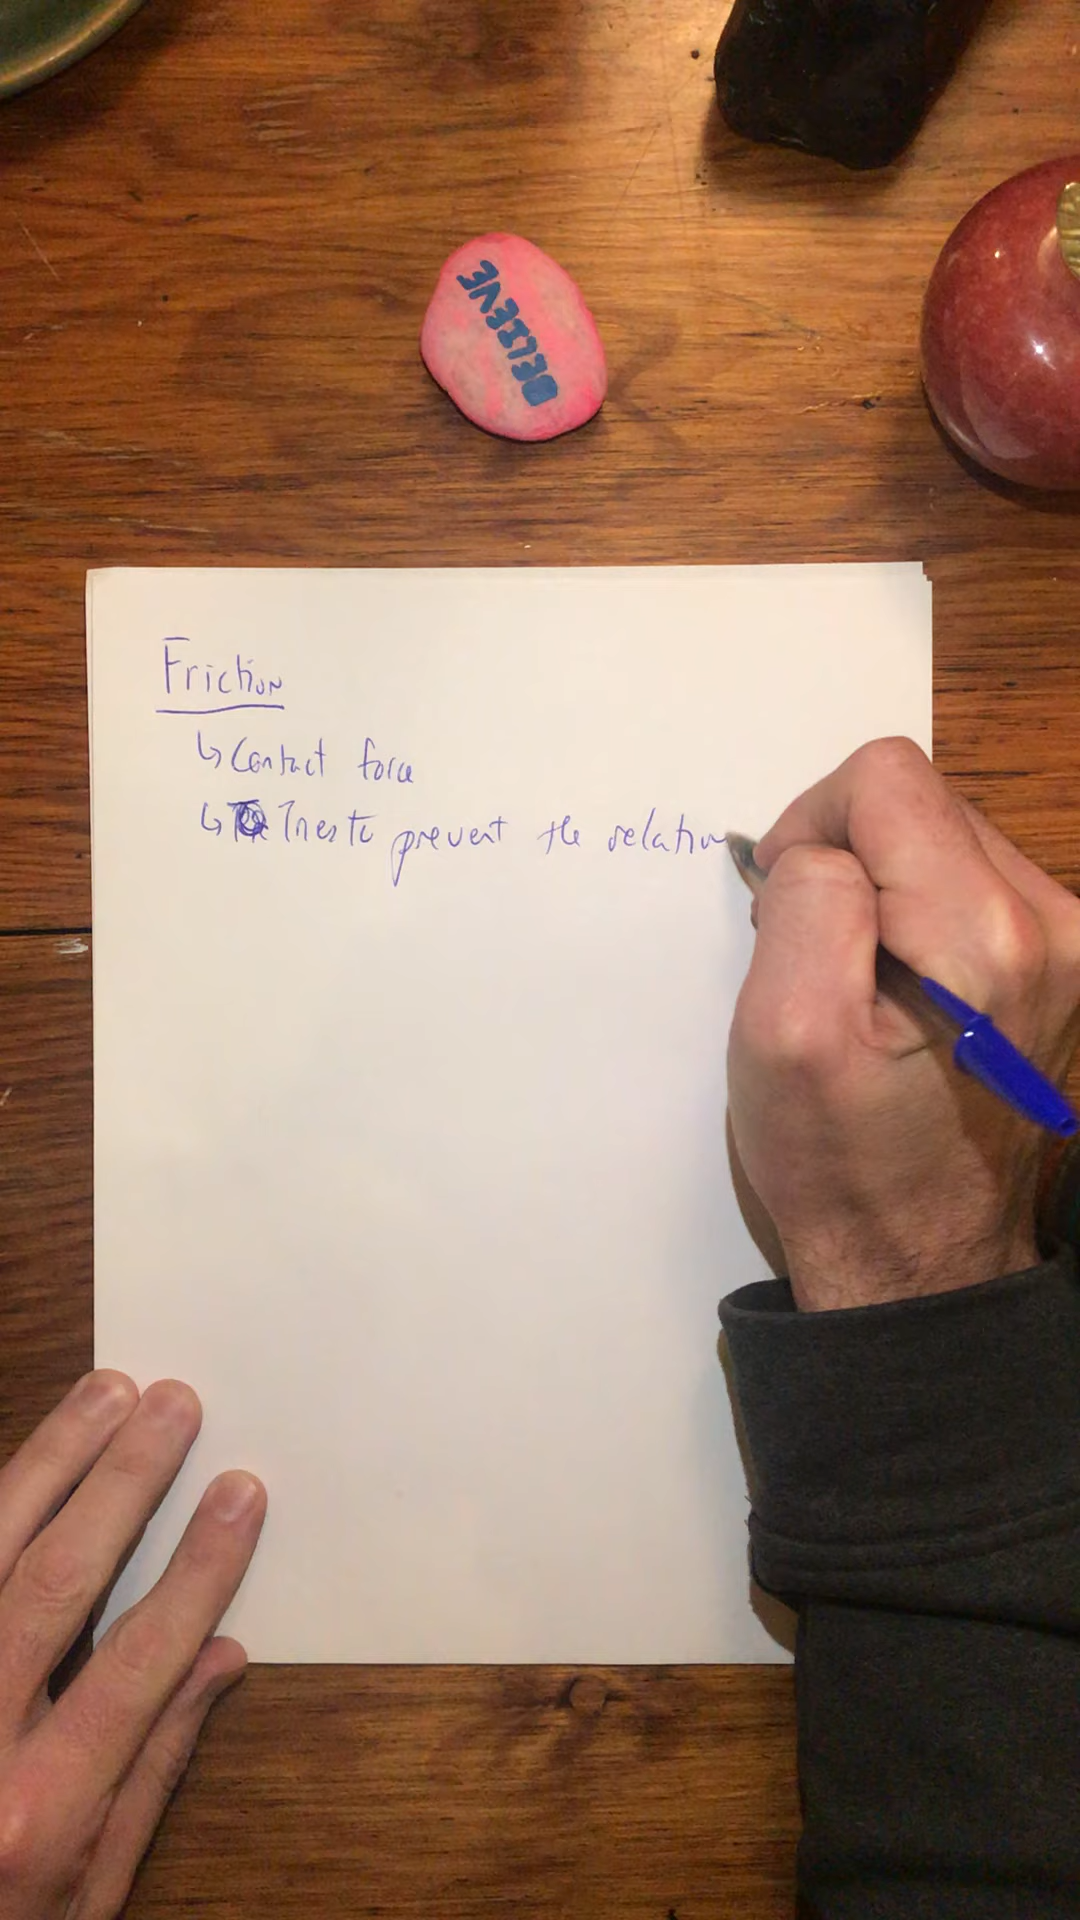 BELIEVE
Friction
↳ Contact force
↳ Tries to prevent the relative